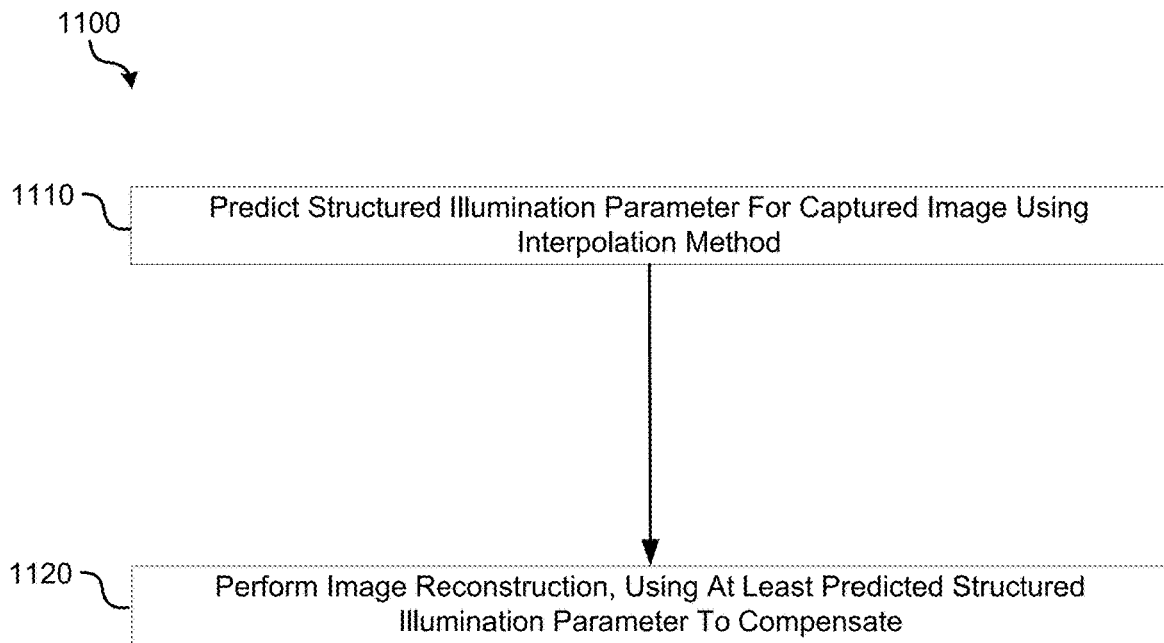 1100
1110
Predict Structured Illumination Parameter For Captured Image Using
Interpolation Method
1120
Perform Image Reconstruction, Using At Least Predicted Structured
Illumination Parameter To Compensate